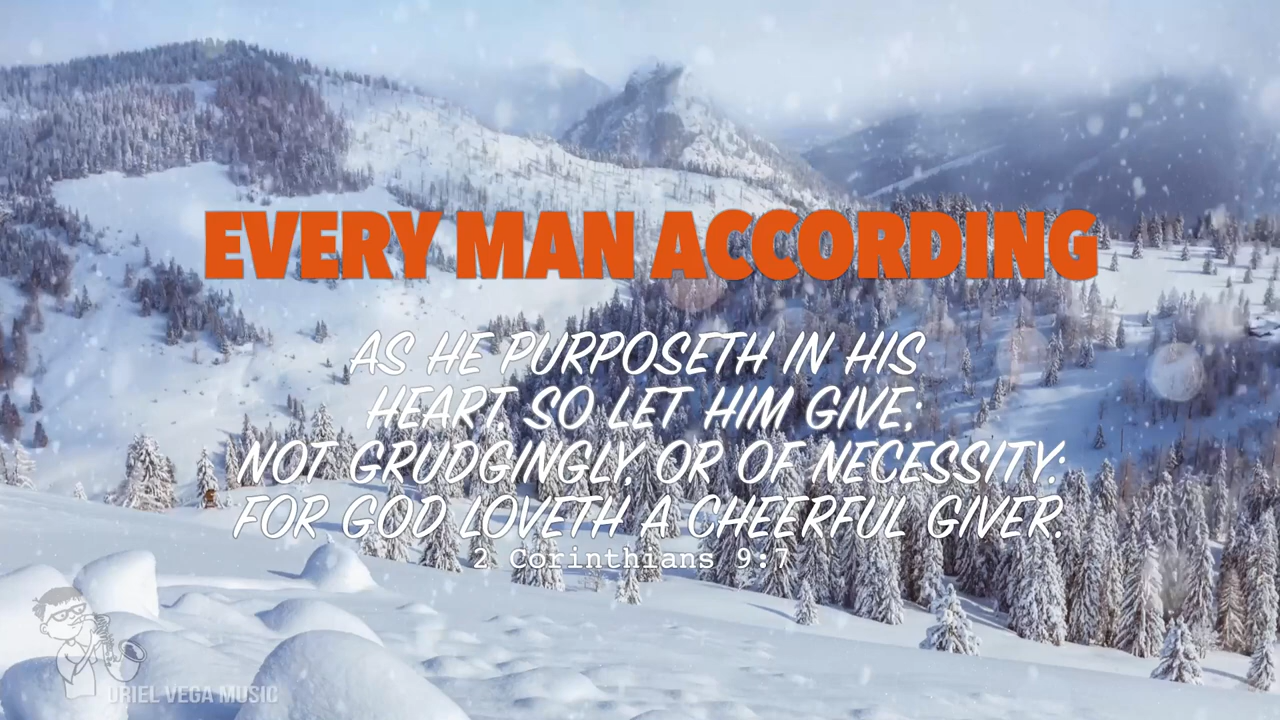 EVERY MAN ACCORDING
AS HE PURPOSETH IN HIS
HEART, SO LET HIM GIVE;
NOT GRUDGINGLY, OR OF NECESSITY:
FOR GOD LOVETH A CHEERFUL GIVER.
2 Corinthians 9:7
URIEL VEGA MUSIC